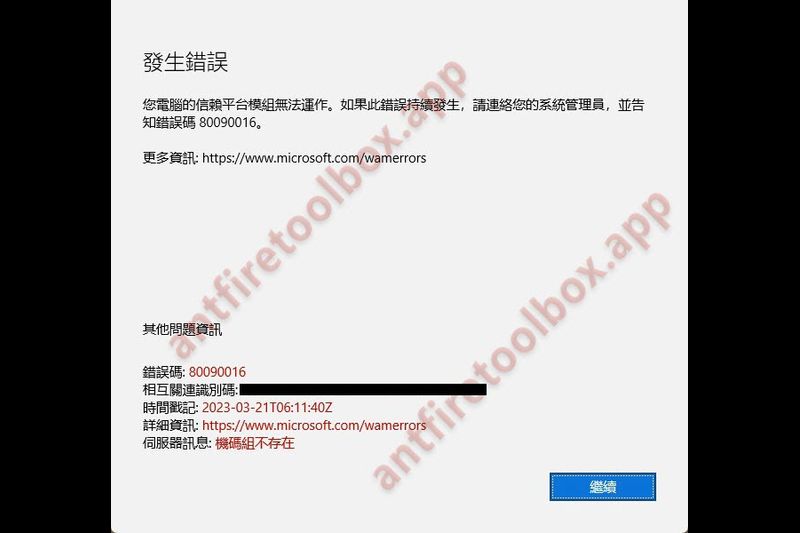 發生錯誤
您電腦的信賴平台模組無法運作。如果此錯誤持續發生，請連絡您的系統管理員，並告
知錯誤碼 80090016。
更多資訊: https://www.microsoft.com/wamerrors
antfiretoolbox.app
antfiretoolbox.app
其他問題資訊
錯誤碼: 80090016
相互關連識別碼:
時間戳記: 2023-03-21T06:11:40Z
詳細資訊: https://www.microsoft.com/wamerrors
伺服器訊息: 機碼組不存在
繼續